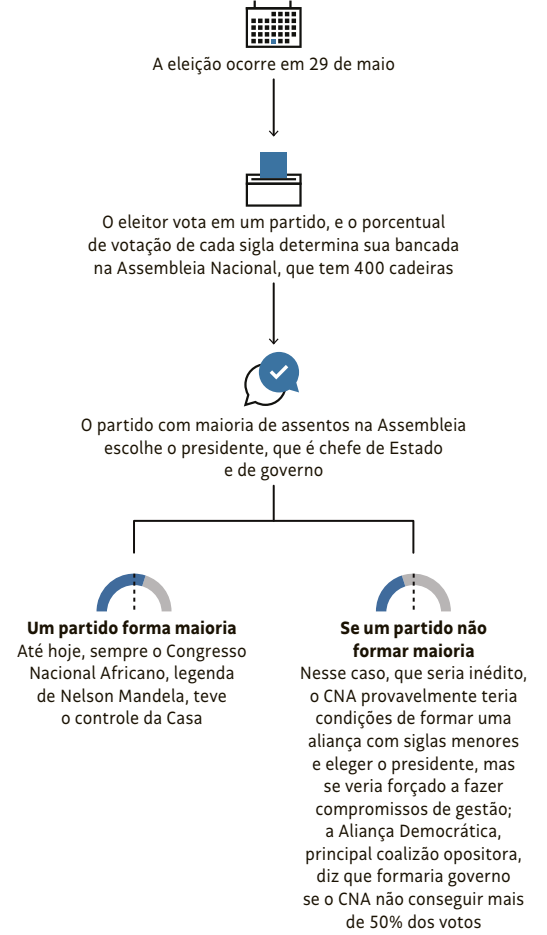 A eleição ocorre em 29 de maio
O eleitor vota em um partido, e o porcentual
de votação de cada sigla determina sua bancada
na Assembleia Nacional, que tem 400 cadeiras
O partido com maioria de assentos na Assembleia
escolhe o presidente, que é chefe de Estado
e de governo
Um partido forma maioria
Até hoje, sempre o Congresso
Nacional Africano, legenda
de Nelson Mandela, teve
o controle da Casa
Se um partido não
formar maioria
Nesse caso, que seria inédito,
o CNA provavelmente teria
condições de formar uma
aliança com siglas menores
e eleger o presidente, mas
se veria forçado a fazer
compromissos de gestão;
a Aliança Democrática,
principal coalizão opositora,
diz que formaria governo
se o CNA não conseguir mais
de 50% dos votos